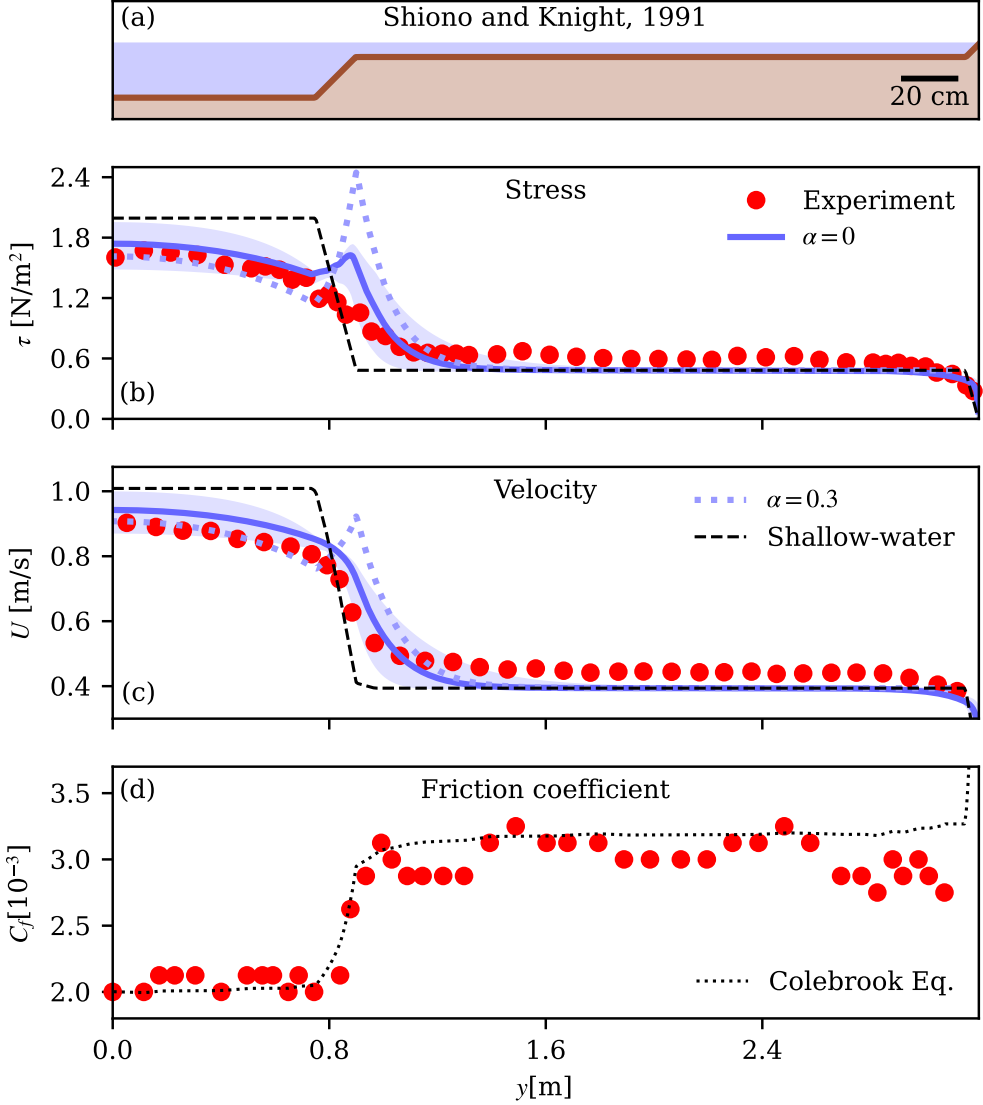 (a)
Shiono and Knight, 1991
20 cm
2.4
1.8
1.2
0.6
0.0
τ [N/m²]
Stress
Experiment
α=0
(b)
1.0
0.8
0.6
0.4
U [m/s]
Velocity
α=0.3
Shallow-water
(c)
(d)
Friction coefficient
3.5
3.0
2.5
2.0
C_f[10⁻³]
Colebrook Eq.
0.0 0.8 1.6 2.4
y[m]